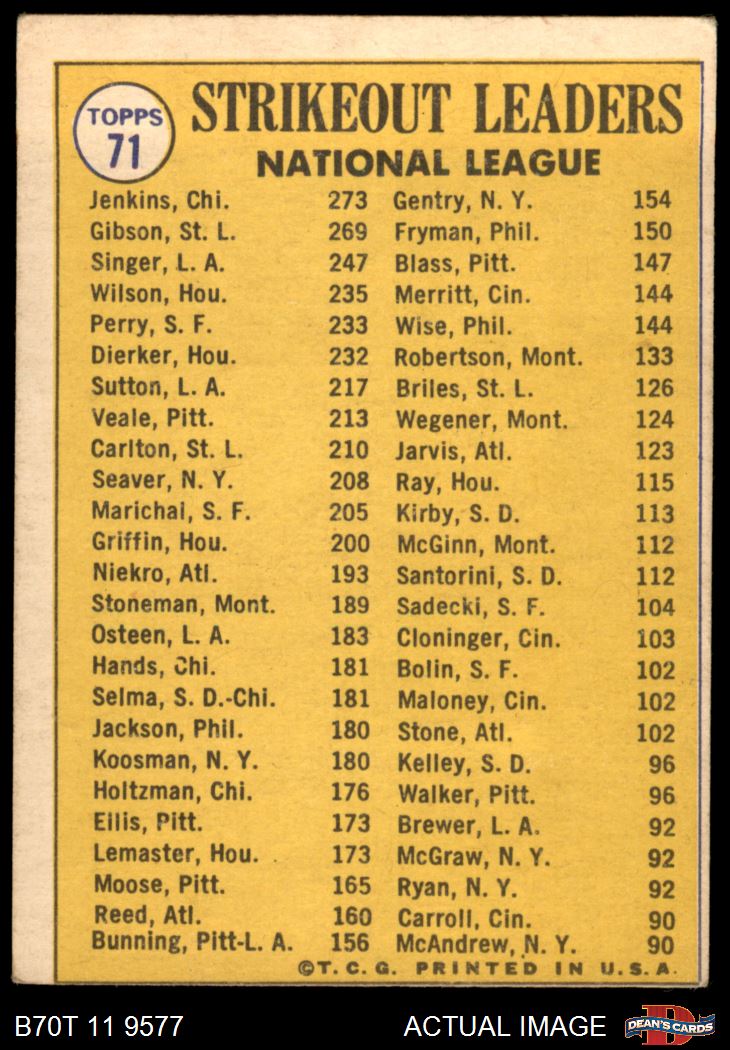 TOPPS
71
STRIKEOUT LEADERS
NATIONAL LEAGUE
Jenkins, Chi. 273
Gibson, St. L. 269
Singer, L. A. 247
Wilson, Hou. 235
Perry, S. F. 233
Dierker, Hou. 232
Sutton, L. A. 217
Veale, Pitt. 213
Carlton, St. L. 210
Seaver, N. Y. 208
Marichal, S. F. 205
Griffin, Hou. 200
Niekro, Atl. 193
Stoneman, Mont. 189
Osteen, L. A. 183
Hands, Chi. 181
Selma, S. D.-Chi. 181
Jackson, Phil. 180
Koosman, N. Y. 180
Holtzman, Chi. 176
Ellis, Pitt. 173
Lemaster, Hou. 173
Moose, Pitt. 165
Reed, Atl. 160
Bunning, Pitt-L. A. 156
Gentry, N. Y. 154
Fryman, Phil. 150
Blass, Pitt. 147
Merritt, Cin. 144
Wise, Phil. 144
Robertson, Mont. 133
Briles, St. L. 126
Wegener, Mont. 124
Jarvis, Atl. 123
Ray, Hou. 115
Kirby, S. D. 113
McGinn, Mont. 112
Santorini, S. D. 112
Sadecki, S. F. 104
Cloninger, Cin. 103
Bolin, S. F. 102
Maloney, Cin. 102
Stone, Atl. 102
Kelley, S. D. 96
Walker, Pitt. 96
Brewer, L. A. 92
McGraw, N. Y. 92
Ryan, N. Y. 92
Carroll, Cin. 90
McAndrew, N. Y. 90
©T. C. G. PRINTED IN U. S. A.
B70T 11 9577 ACTUAL IMAGE
D
DEAN'S CARDS